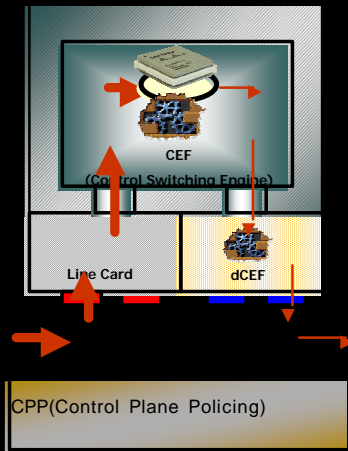 CEF
(Control Switching Engine)
Line Card
dCEF
CPP(Control Plane Policing)